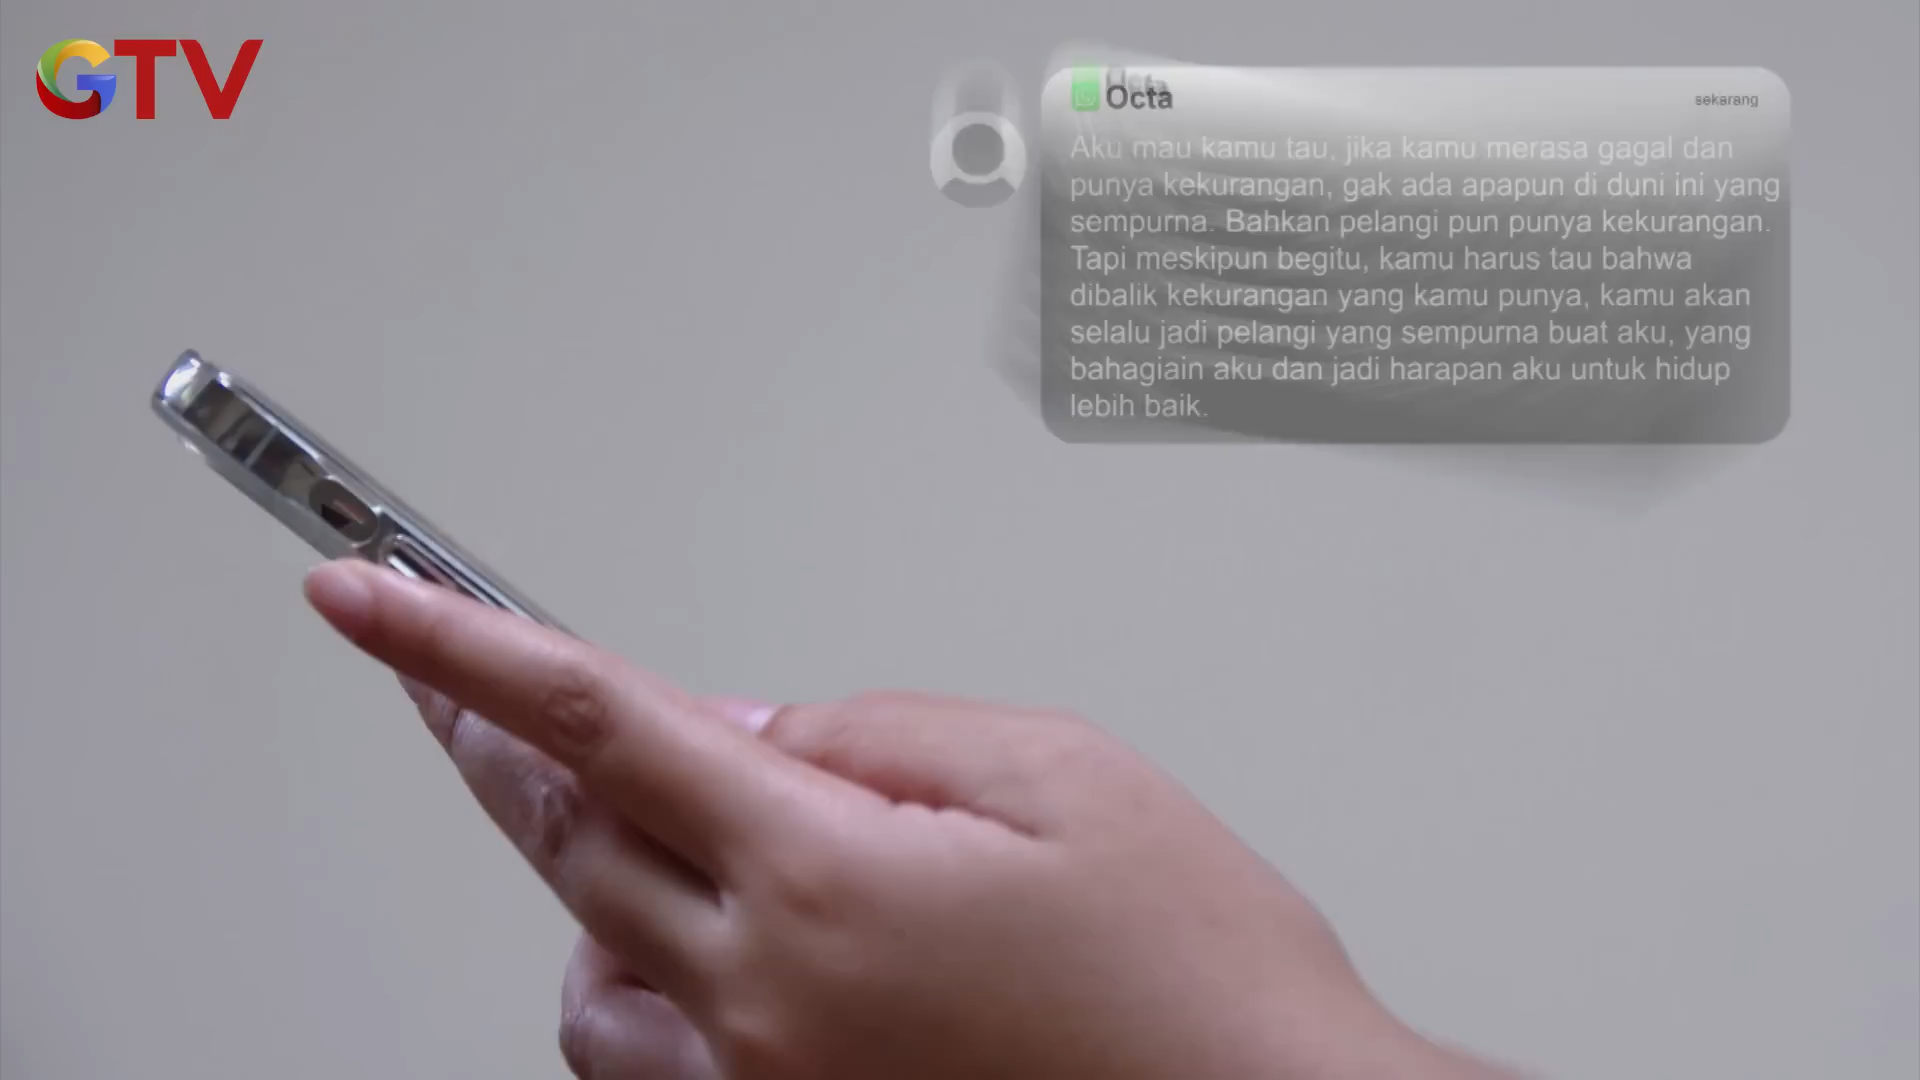 GTV
Octa
sekarang
Aku mau kamu tau, jika kamu merasa gagal dan
punya kekurangan, gak ada apapun di duni ini yang
sempurna. Bahkan pelangi pun punya kekurangan.
Tapi meskipun begitu, kamu harus tau bahwa
dibalik kekurangan yang kamu punya, kamu akan
selalu jadi pelangi yang sempurna buat aku, yang
bahagiain aku dan jadi harapan aku untuk hidup
lebih baik.